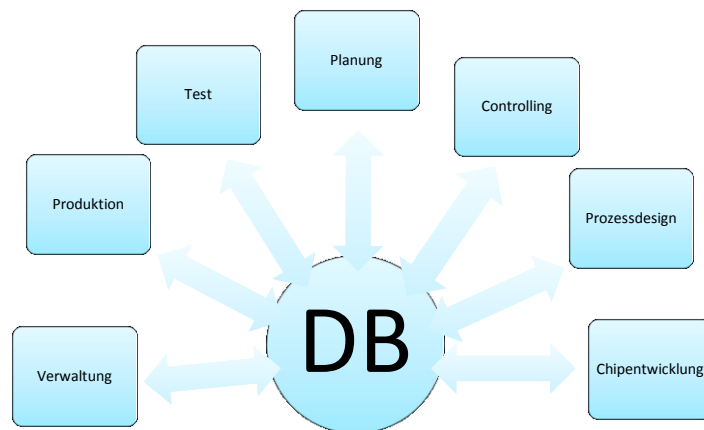 Planung
Test
Controlling
Produktion
Prozessdesign
DB
Verwaltung
Chipentwicklung